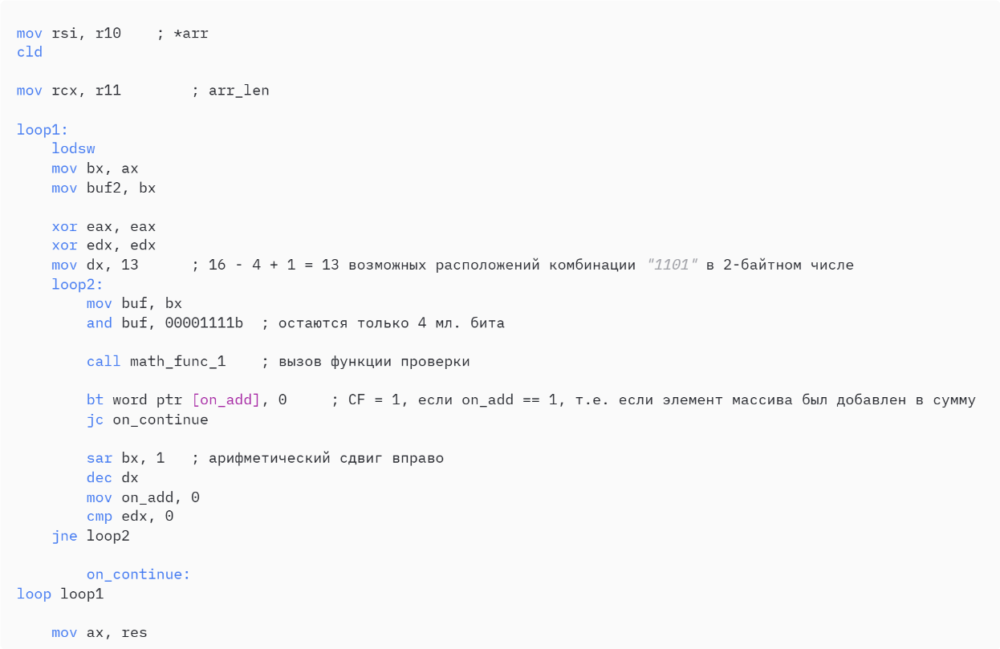 mov rsi, r10    ; *arr
cld
mov rcx, r11        ; arr_len
loop1:
    lodsw
    mov bx, ax
    mov buf2, bx
    xor eax, eax
    xor edx, edx
    mov dx, 13      ; 16 - 4 + 1 = 13 возможных расположений комбинации "1101" в 2-байтном числе
    loop2:
        mov buf, bx
        and buf, 00001111b  ; остаются только 4 мл. бита
        call math_func_1    ; вызов функции проверки
        bt word ptr [on_add], 0     ; CF = 1, если on_add == 1, т.е. если элемент массива был добавлен в сумму
        jc on_continue
        sar bx, 1   ; арифметический сдвиг вправо
        dec dx
        mov on_add, 0
        cmp edx, 0
    jne loop2
        on_continue:
loop loop1
    mov ax, res